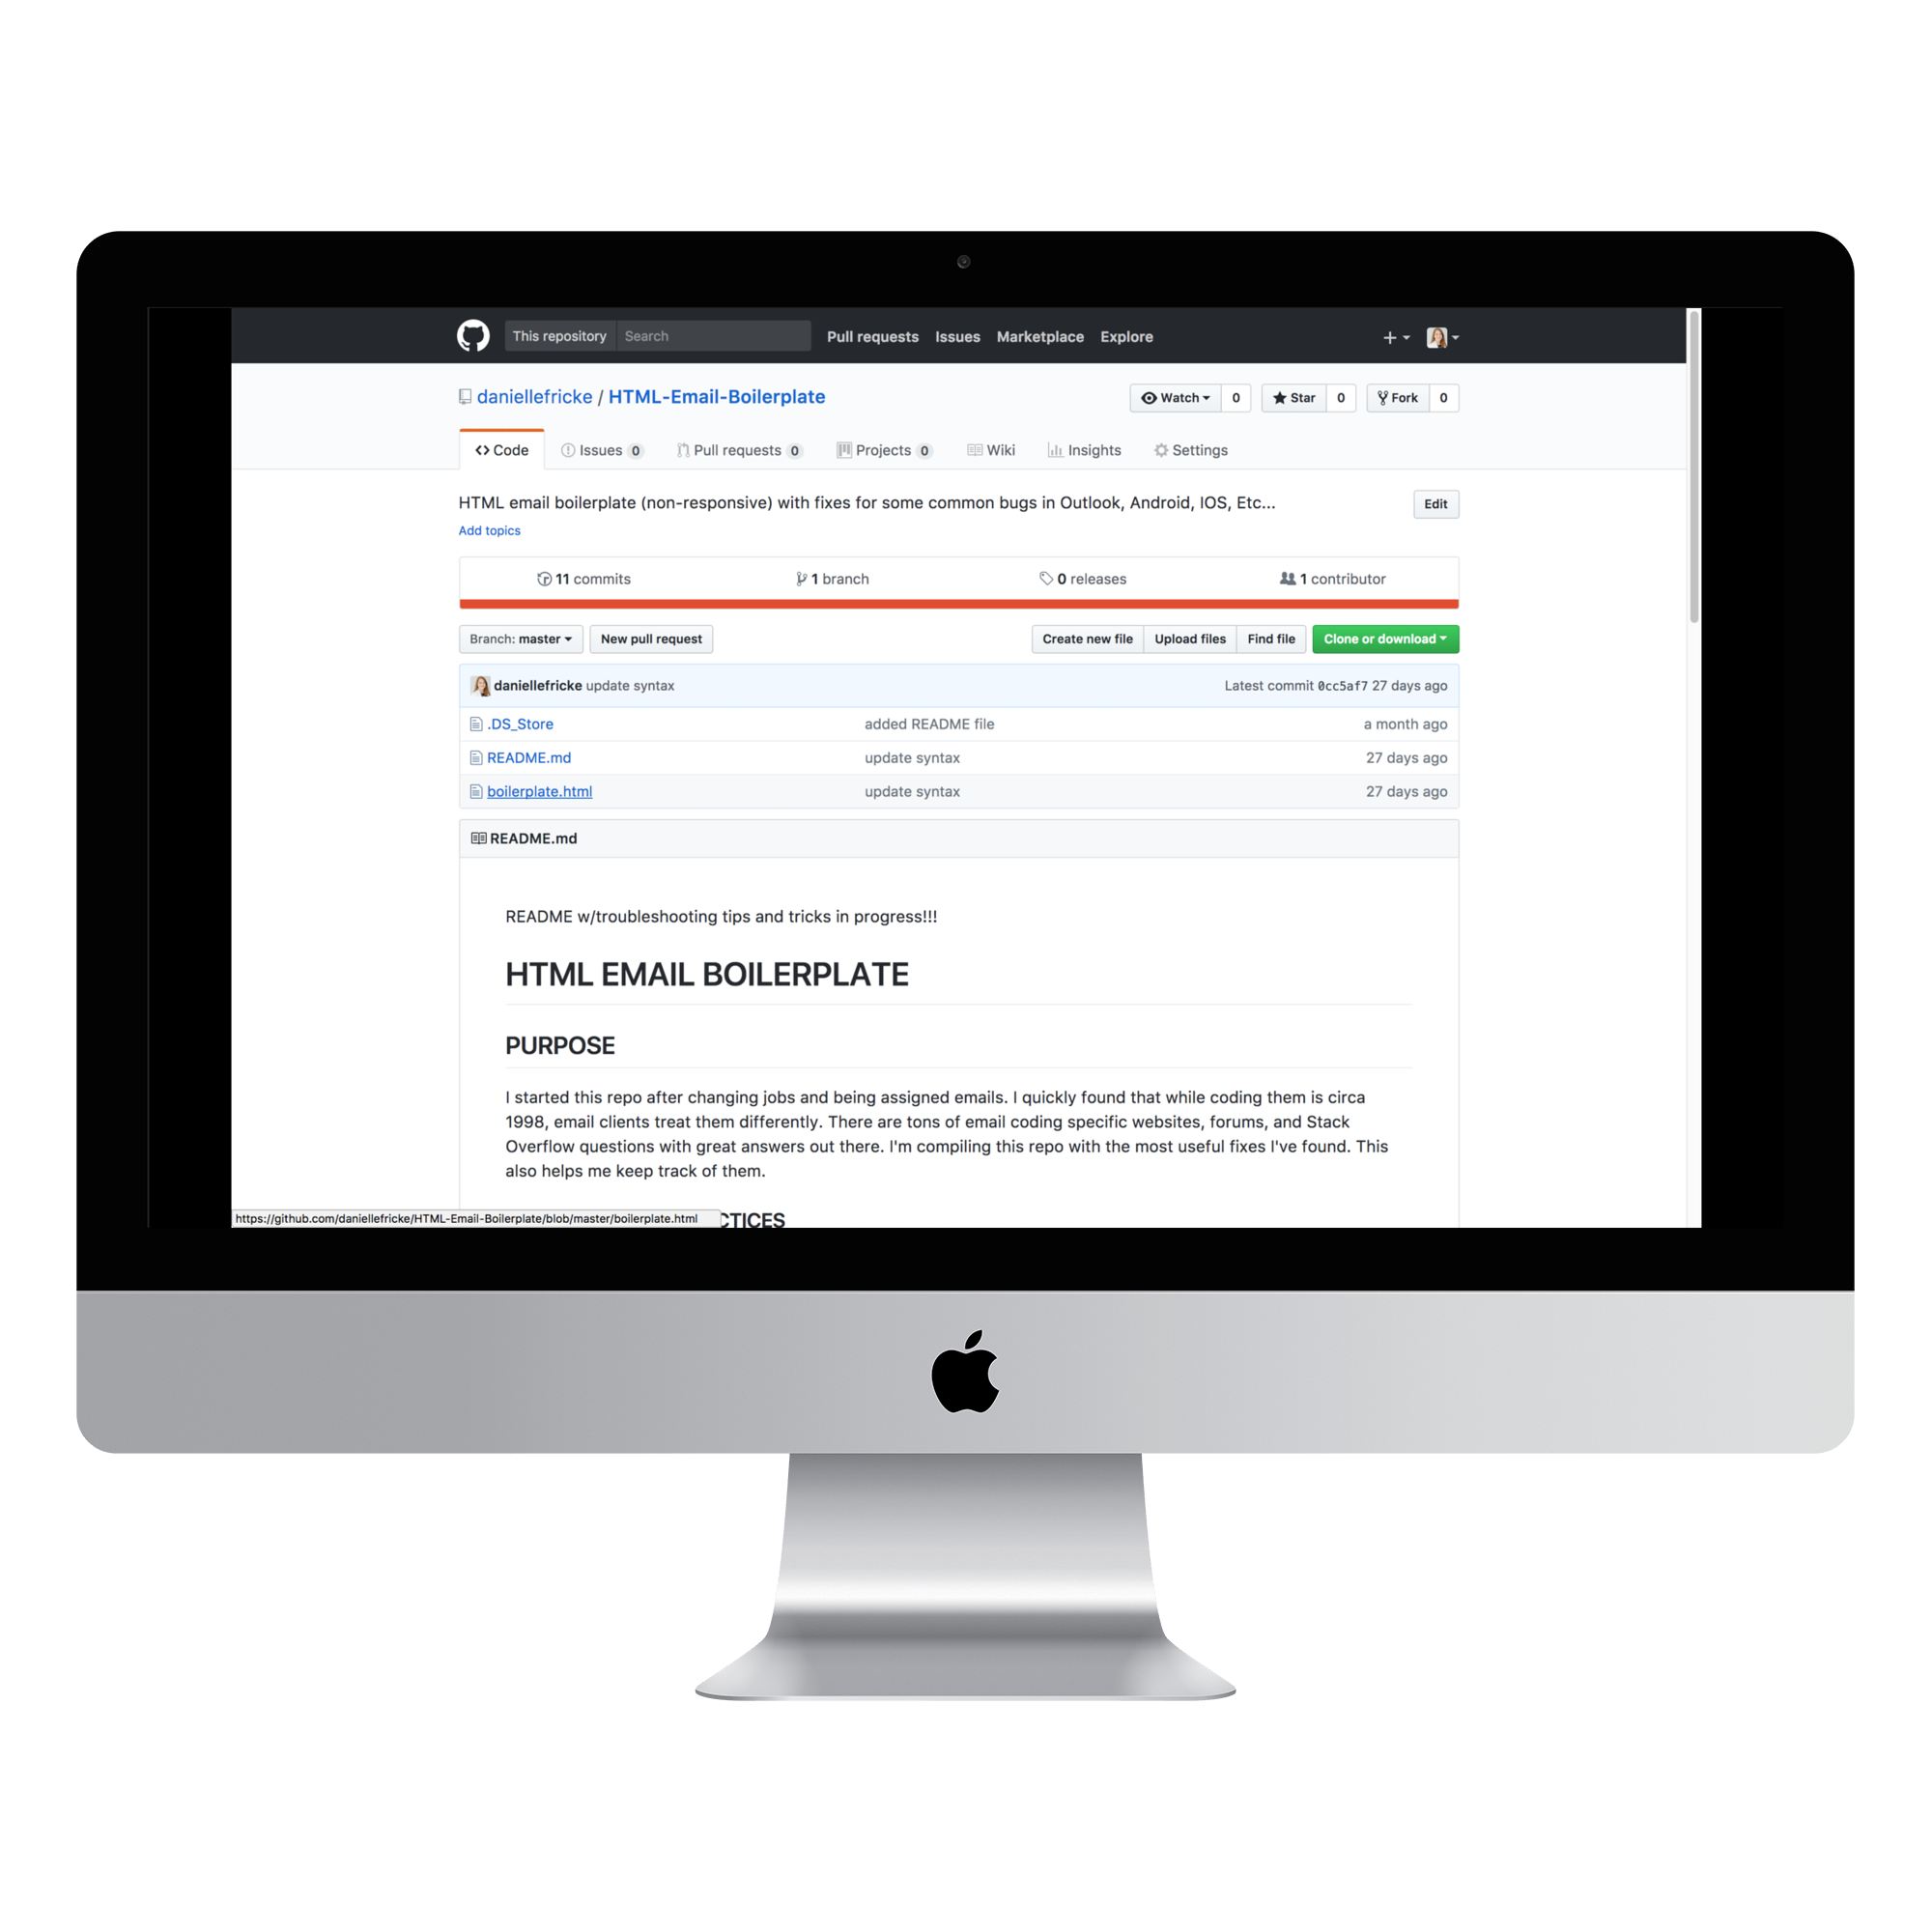 This repository Search Pull requests Issues Marketplace Explore
daniellefricke / HTML-Email-Boilerplate Watch 0 Star 0 Fork 0
Code Issues 0 Pull requests 0 Projects 0 Wiki Insights Settings
HTML email boilerplate (non-responsive) with fixes for some common bugs in Outlook, Android, IOS, Etc... Edit
Add topics
11 commits 1 branch 0 releases 1 contributor
Branch: master New pull request Create new file Upload files Find file Clone or download
daniellefricke update syntax Latest commit 0cc5af7 27 days ago
.DS_Store added README file a month ago
README.md update syntax 27 days ago
boilerplate.html update syntax 27 days ago
README.md
README w/troubleshooting tips and tricks in progress!!!
HTML EMAIL BOILERPLATE
PURPOSE
I started this repo after changing jobs and being assigned emails. I quickly found that while coding them is circa
1998, email clients treat them differently. There are tons of email coding specific websites, forums, and Stack
Overflow questions with great answers out there. I'm compiling this repo with the most useful fixes I've found. This
also helps me keep track of them.
https://github.com/daniellefricke/HTML-Email-Boilerplate/blob/master/boilerplate.html